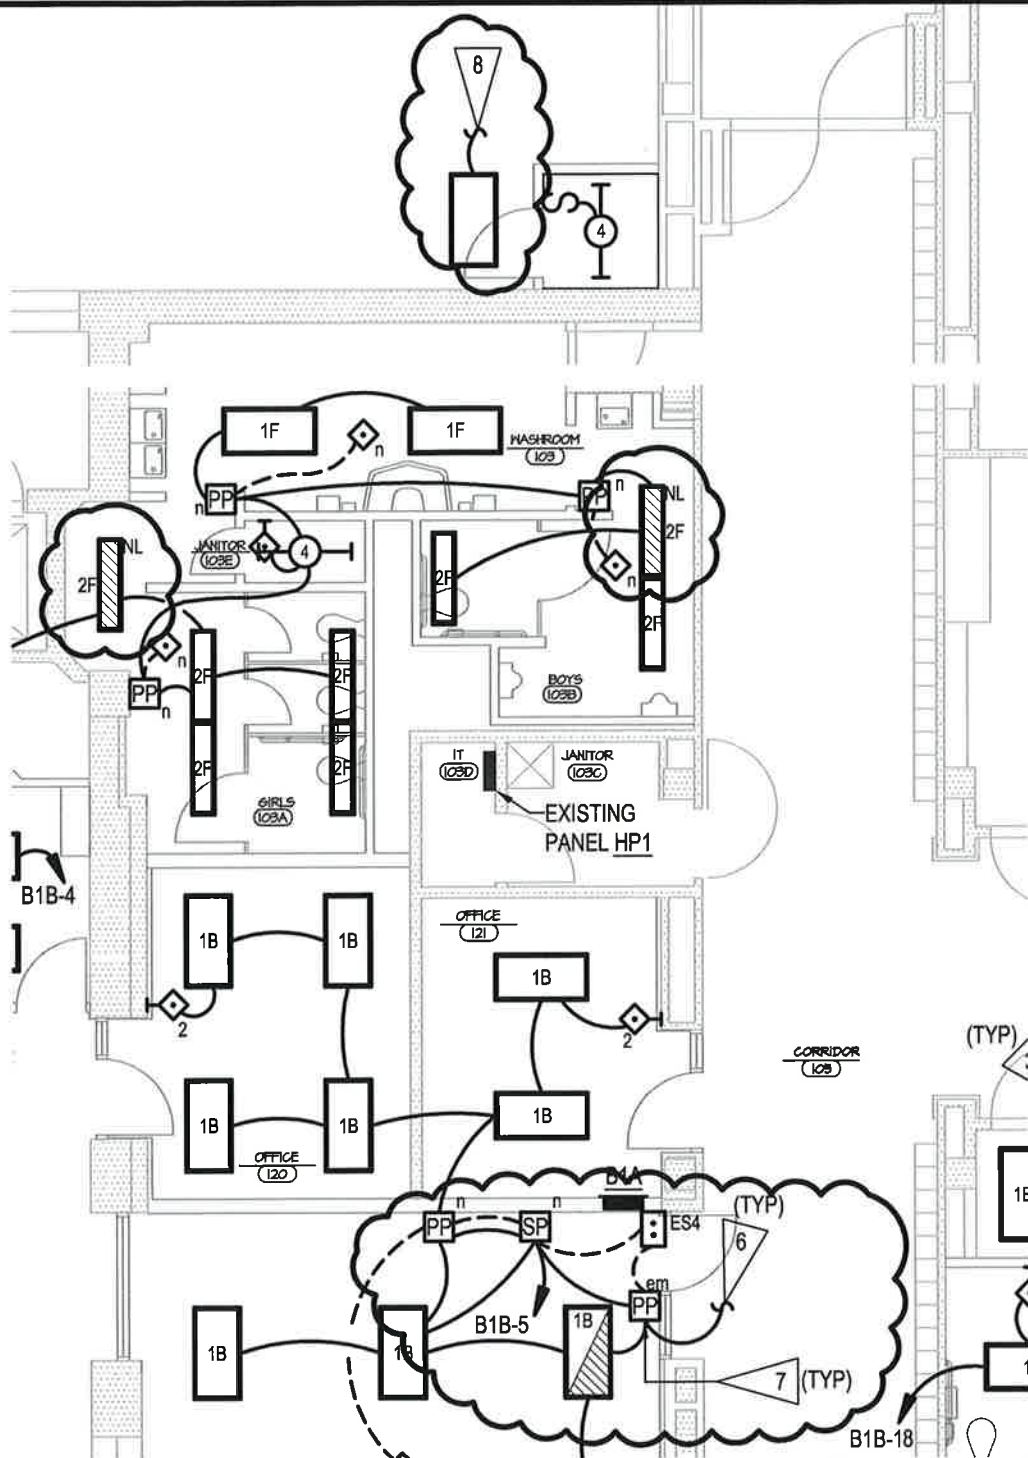 8
4
1F
1F
n
WASHROOM
103
PP
n
PP
n
NL
2F
n
NL
2F
JANITOR
103E
4
2F
2F
n
PP
n
2F
2F
2F
2F
BOYS
103B
GIRLS
103A
IT
103D
JANITOR
103C
EXISTING
PANEL HP1
B1B-4
OFFICE
121
1B
1B
1B
2
2
CORRIDOR
103
(TYP)
1B
1B
1B
OFFICE
120
B1A
n
n
PP
SP
ES4
(TYP)
6
em
PP
B1B-5
1B
1B
1B
7
(TYP)
B1B-18